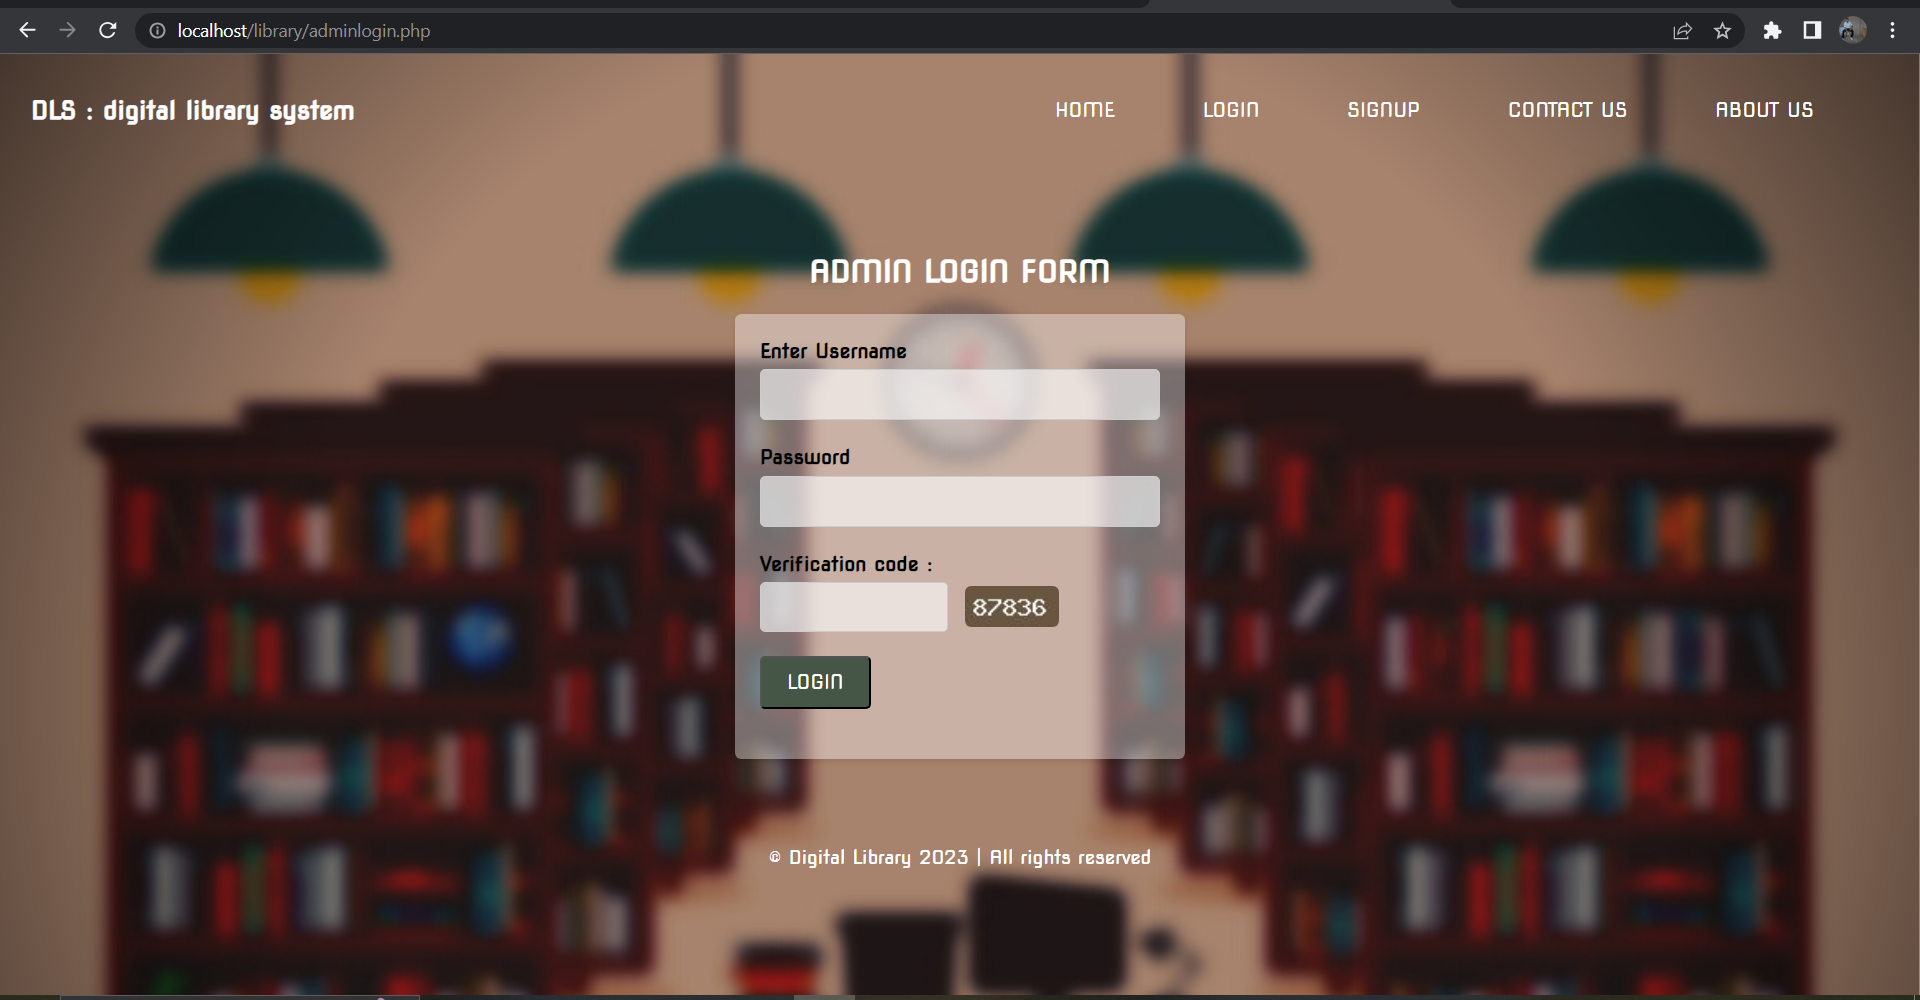 localhost/library/adminlogin.php
DLS : digital library system
HOME LOGIN SIGNUP CONTACT US ABOUT US
ADMIN LOGIN FORM
Enter Username
Password
Verification code :
87836
LOGIN
© Digital Library 2023 | All rights reserved